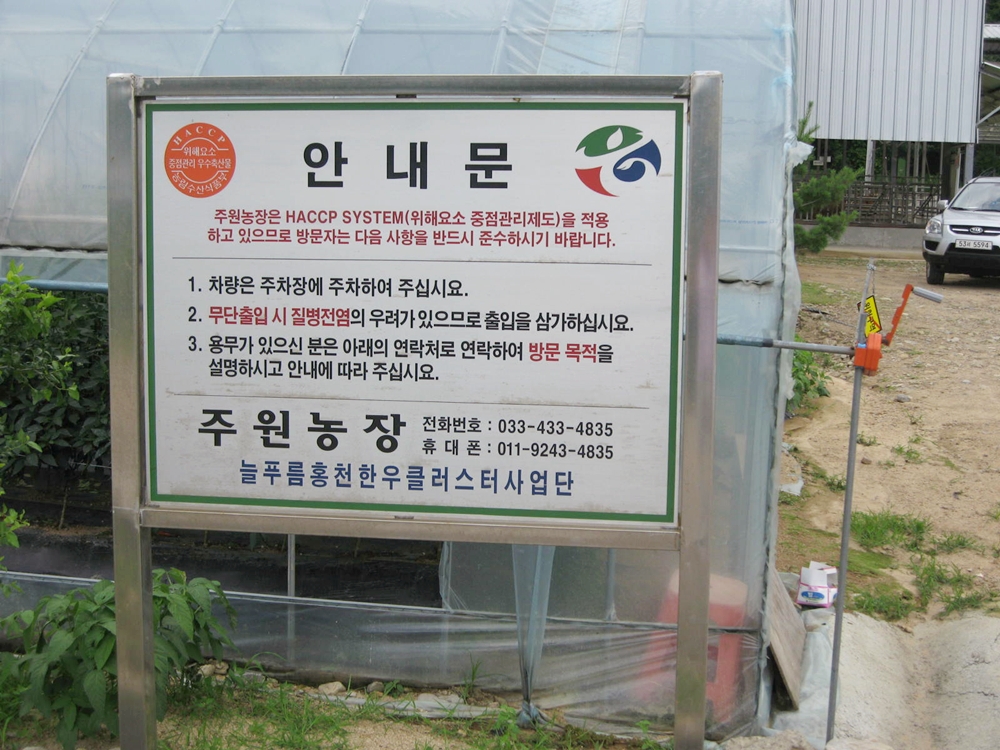 HACCP
위해요소
중점관리 우수축산물
농림수산식품부
안내문
주원농장은 HACCP SYSTEM(위해요소 중점관리제도)을 적용
하고 있으므로 방문자는 다음 사항을 반드시 준수하시기 바랍니다.
1. 차량은 주차장에 주차하여 주십시요.
2. 무단출입 시 질병전염의 우려가 있으므로 출입을 삼가하십시요.
3. 용무가 있으신 분은 아래의 연락처로 연락하여 방문 목적을
설명하시고 안내에 따라 주십시요.
주원농장
전화번호 : 033-433-4835
휴대폰 : 011-9243-4835
늘푸름홍천한우클러스터사업단
KIA